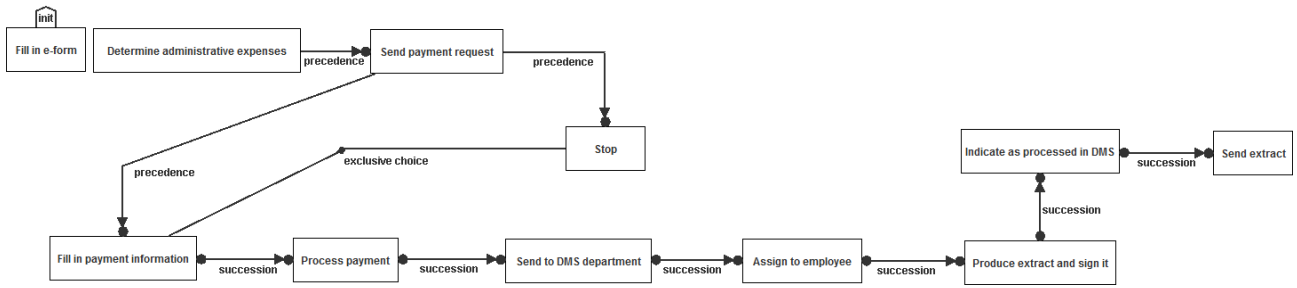 init
Fill in e-form
Determine administrative expenses
precedence
Send payment request
precedence
Stop
exclusive choice
precedence
Fill in payment information
succession
Process payment
succession
Send to DMS department
succession
Assign to employee
succession
Produce extract and sign it
succession
Indicate as processed in DMS
succession
Send extract